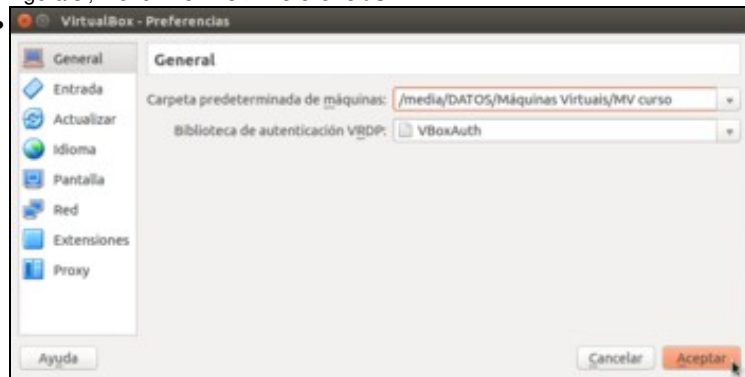 VirtualBox - Preferencias
General
Entrada
Actualizar
Idioma
Pantalla
Red
Extensiones
Proxy
General
Carpeta predeterminada de máquinas: /media/DATOS/Máquinas Virtuais/MV curso
Biblioteca de autenticación VRDP: VBoxAuth
Ayuda
Cancelar
Aceptar